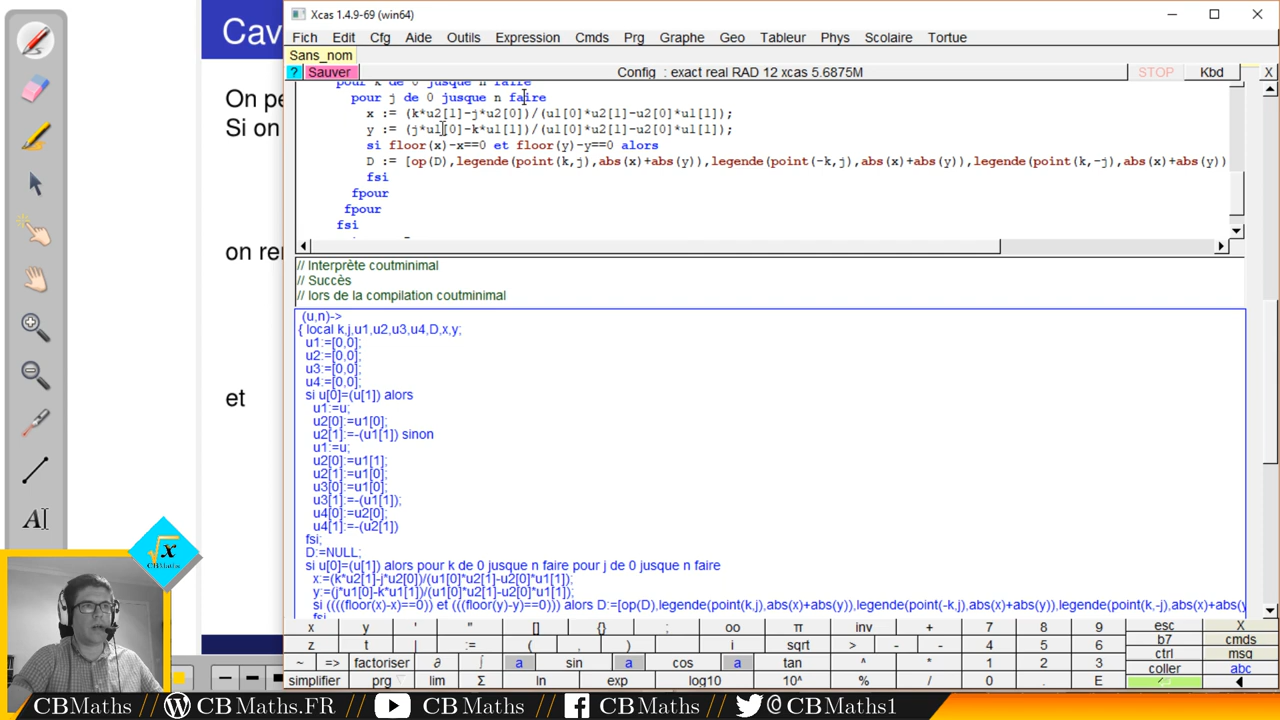 Cav
On pe
Si on
on rer
et
Xcas 1.4.9-69 (win64)
Fich Edit Cfg Aide Outils Expression Cmds Prg Graphe Geo Tableur Phys Scolaire Tortue
Sans_nom
? Sauver Config : exact real RAD 12 xcas 5.6875M STOP Kbd X
pour k de 0 jusque n faire
pour j de 0 jusque n faire
x := (k*u2[1]-j*u2[0])/(u1[0]*u2[1]-u2[0]*u1[1]);
y := (j*u1[0]-k*u1[1])/(u1[0]*u2[1]-u2[0]*u1[1]);
si floor(x)-x==0 et floor(y)-y==0 alors
D := [op(D),legende(point(k,j),abs(x)+abs(y)),legende(point(-k,j),abs(x)+abs(y)),legende(point(k,-j),abs(x)+abs(y))
fsi
fpour
fpour
fsi
// Interprète coutminimal
// Succès
// lors de la compilation coutminimal
(u,n)->
{ local k,j,u1,u2,u3,u4,D,x,y;
u1:=[0,0];
u2:=[0,0];
u3:=[0,0];
u4:=[0,0];
si u[0]=(u[1]) alors
u1:=u;
u2[0]:=u1[0];
u2[1]:=-(u1[1]) sinon
u1:=u;
u2[0]:=u1[1];
u2[1]:=u1[0];
u3[0]:=u1[0];
u3[1]:=-(u1[1]);
u4[0]:=u2[0];
u4[1]:=-(u2[1])
fsi;
D:=NULL;
si u[0]=(u[1]) alors pour k de 0 jusque n faire pour j de 0 jusque n faire
x:=(k*u2[1]-j*u2[0])/(u1[0]*u2[1]-u2[0]*u1[1]);
y:=(j*u1[0]-k*u1[1])/(u1[0]*u2[1]-u2[0]*u1[1]);
si ((((floor(x)-x)==0)) et (((floor(y)-y)==0))) alors D:=[op(D),legende(point(k,j),abs(x)+abs(y)),legende(point(-k,j),abs(x)+abs(y)),legende(point(k,-j),abs(x)+abs(y
fsi
x y ' " [] {} ; oo π inv + 7 8 9 esc X
z t | := ( , ) i sqrt > - - 4 5 6 b7 cmds
ctrl msg
~ => factoriser ∂ ∫ a sin a cos a tan ^ * 1 2 3 coller abc
simplifier prg lim Σ ln exp log10 10^ % / 0 . E
AI
√x
CBMaths
CBMaths CBMaths.FR CBMaths CBMaths @CBMaths1